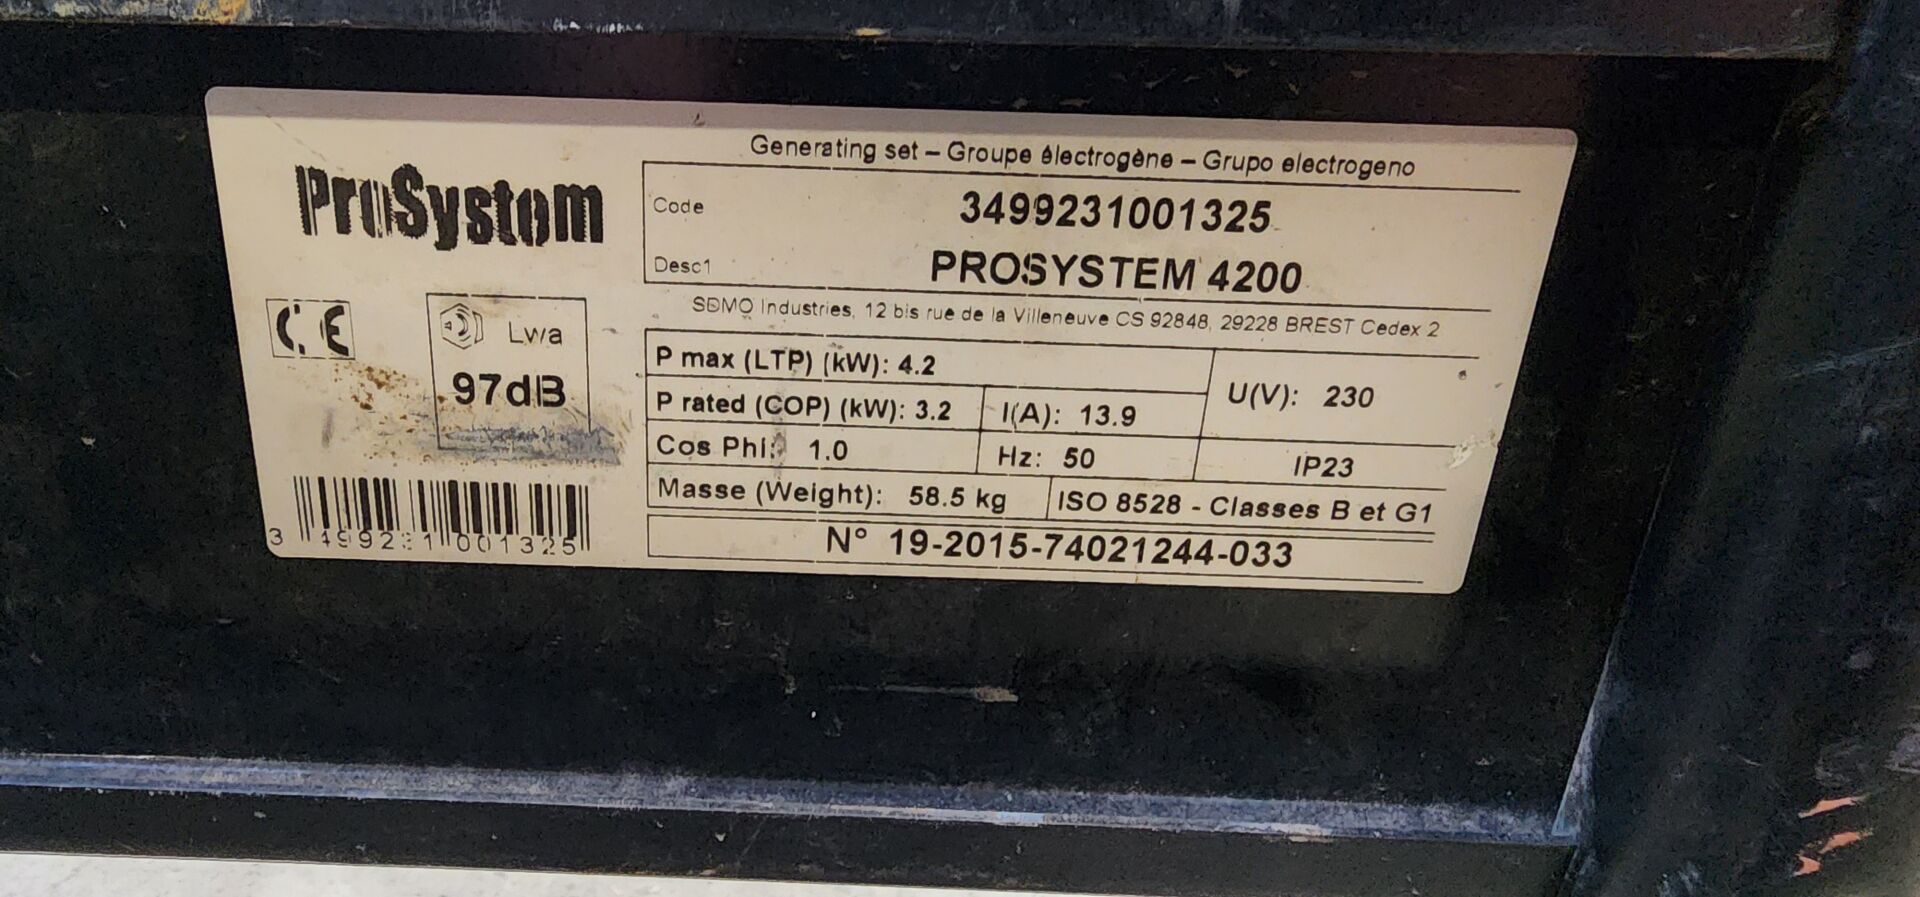 Generating set – Groupe électrogène – Grupo electrogeno
ProSystem
Code 3499231001325
Desc1 PROSYSTEM 4200
SDMO Industries, 12 bis rue de la Villeneuve CS 92848, 29228 BREST Cedex 2
CE
Lwa
97dB
P max (LTP) (kW): 4.2
U(V): 230
P rated (COP) (kW): 3.2 I(A): 13.9
Cos Phi: 1.0 Hz: 50 IP23
Masse (Weight): 58.5 kg ISO 8528 - Classes B et G1
N° 19-2015-74021244-033
3 499231 001325